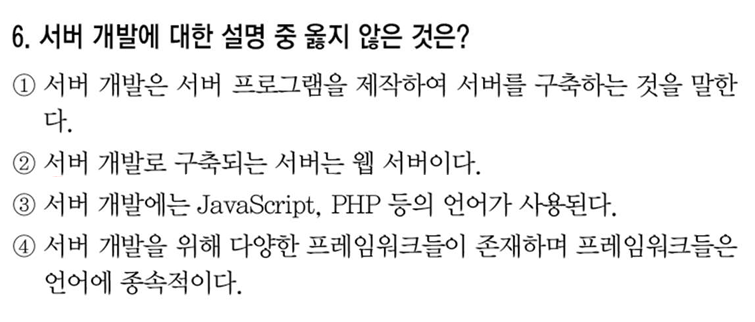 6. 서버 개발에 대한 설명 중 옳지 않은 것은?
① 서버 개발은 서버 프로그램을 제작하여 서버를 구축하는 것을 말한
다.
② 서버 개발로 구축되는 서버는 웹 서버이다.
③ 서버 개발에는 JavaScript, PHP 등의 언어가 사용된다.
④ 서버 개발을 위해 다양한 프레임워크들이 존재하며 프레임워크들은
언어에 종속적이다.